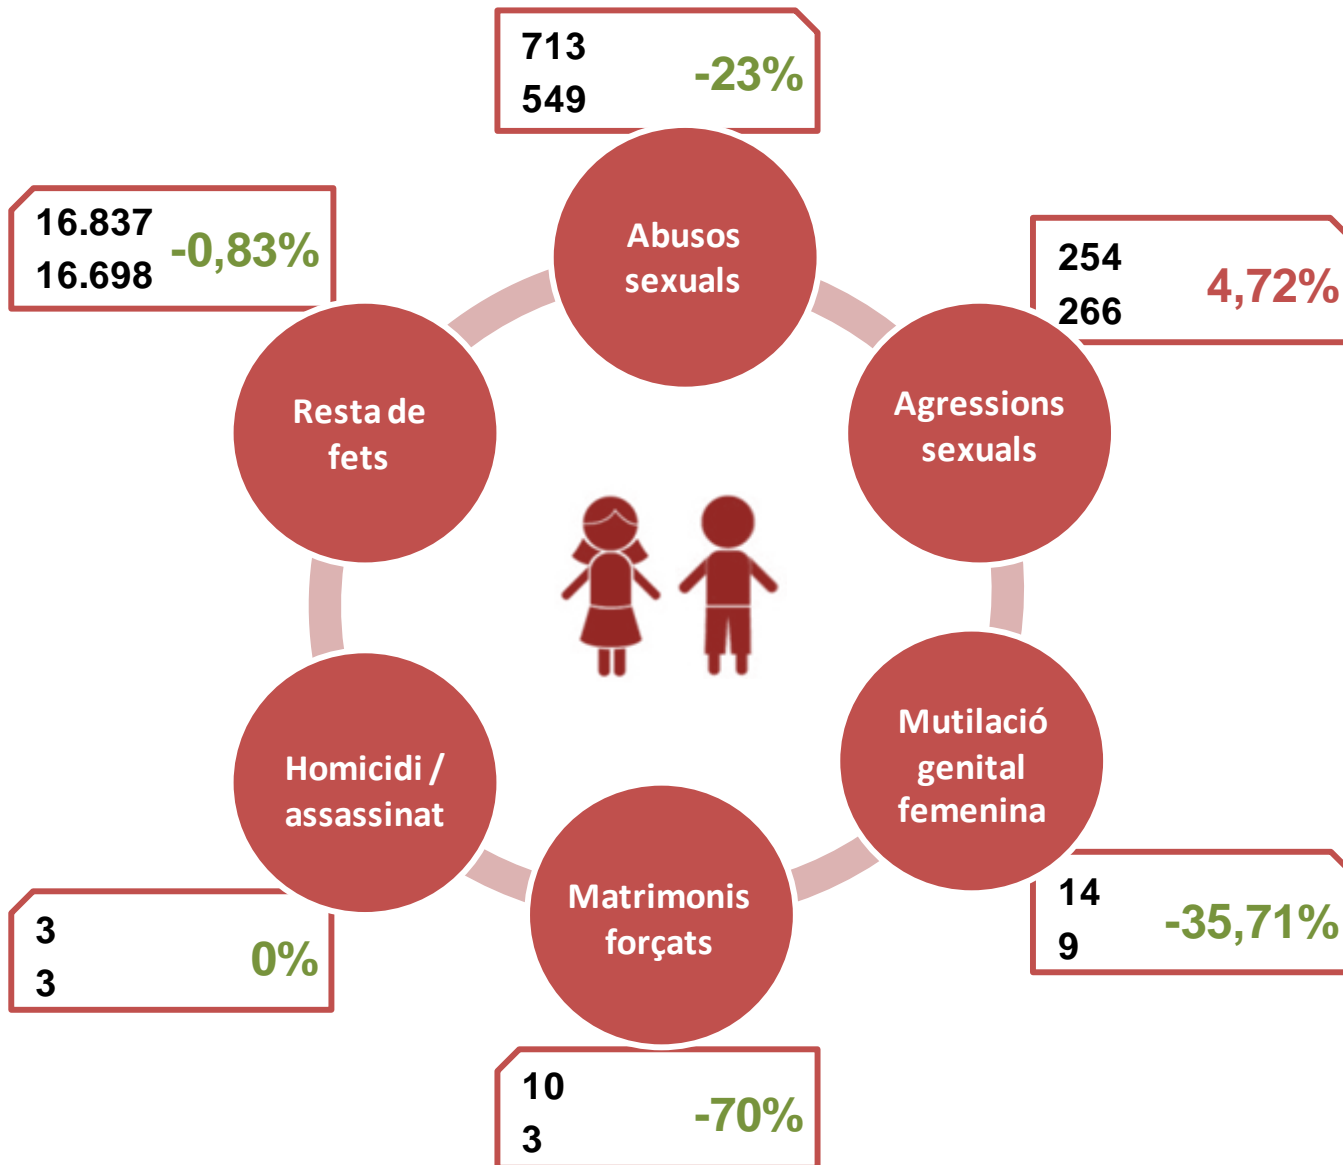 713
549
-23%
Abusos
sexuals
254
266
4,72%
Agressions
sexuals
14
9
-35,71%
Mutilació
genital
femenina
10
3
-70%
Matrimonis
forçats
3
3
0%
Homicidi /
assassinat
16.837
16.698
-0,83%
Resta de
fets